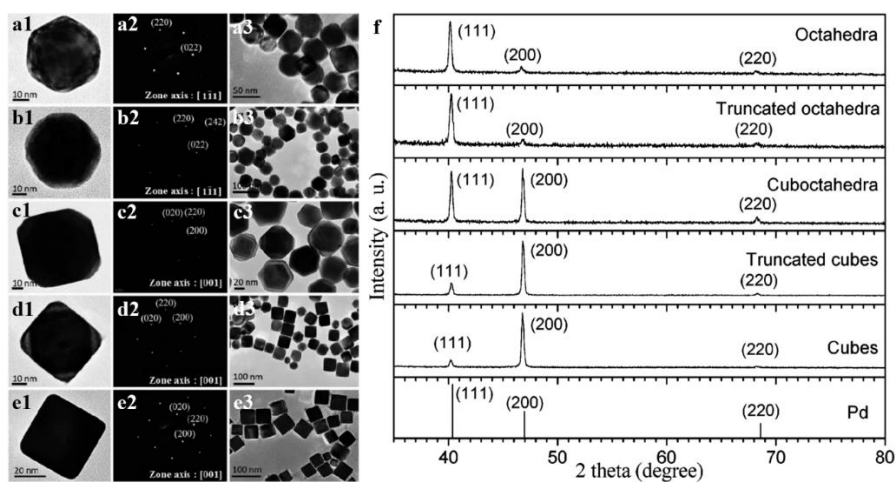 a1
10 nm
a2
(220)
(022)
Zone axis : [1̄11]
a3
50 nm
b1
10 nm
b2
(220)
(242)
(022)
Zone axis : [1̄11]
b3
c1
10 nm
c2
(020)
(220)
(200)
Zone axis : [001]
c3
20 nm
d1
10 nm
d2
(220)
(020)
(200)
Zone axis : [001]
d3
100 nm
e1
20 nm
e2
(020)
(220)
(200)
Zone axis : [001]
e3
100 nm
f
Intensity (a. u.)
(111)
Octahedra
(200)
(220)
(111)
Truncated octahedra
(200)
(220)
(111)
(200)
Cuboctahedra
(220)
(111)
(200)
Truncated cubes
(220)
(111)
(200)
Cubes
(220)
(111)
(200)
(220)
Pd
40 50 60 70 80
2 theta (degree)